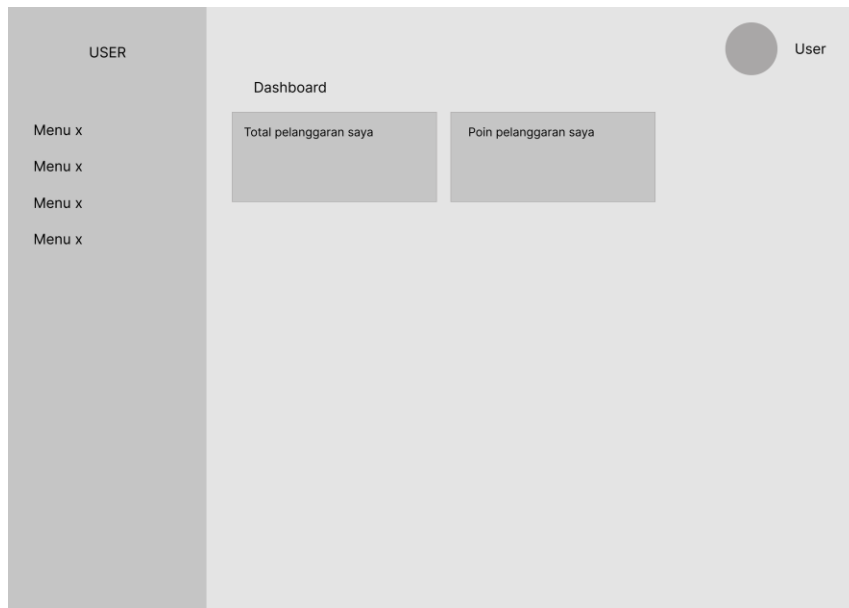 USER
Menu x
Menu x
Menu x
Menu x
User
Dashboard
Total pelanggaran saya
Poin pelanggaran saya